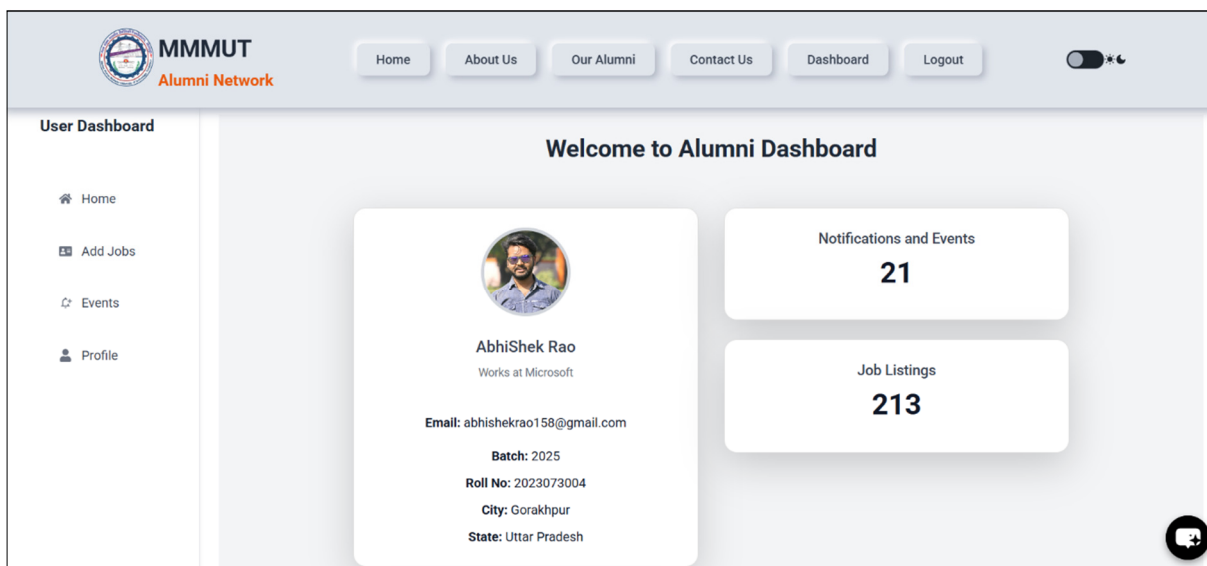 MMMUT
Alumni Network
Home
About Us
Our Alumni
Contact Us
Dashboard
Logout
User Dashboard
Home
Add Jobs
Events
Profile
Welcome to Alumni Dashboard
AbhiShek Rao
Works at Microsoft
Email: abhishekrao158@gmail.com
Batch: 2025
Roll No: 2023073004
City: Gorakhpur
State: Uttar Pradesh
Notifications and Events
21
Job Listings
213